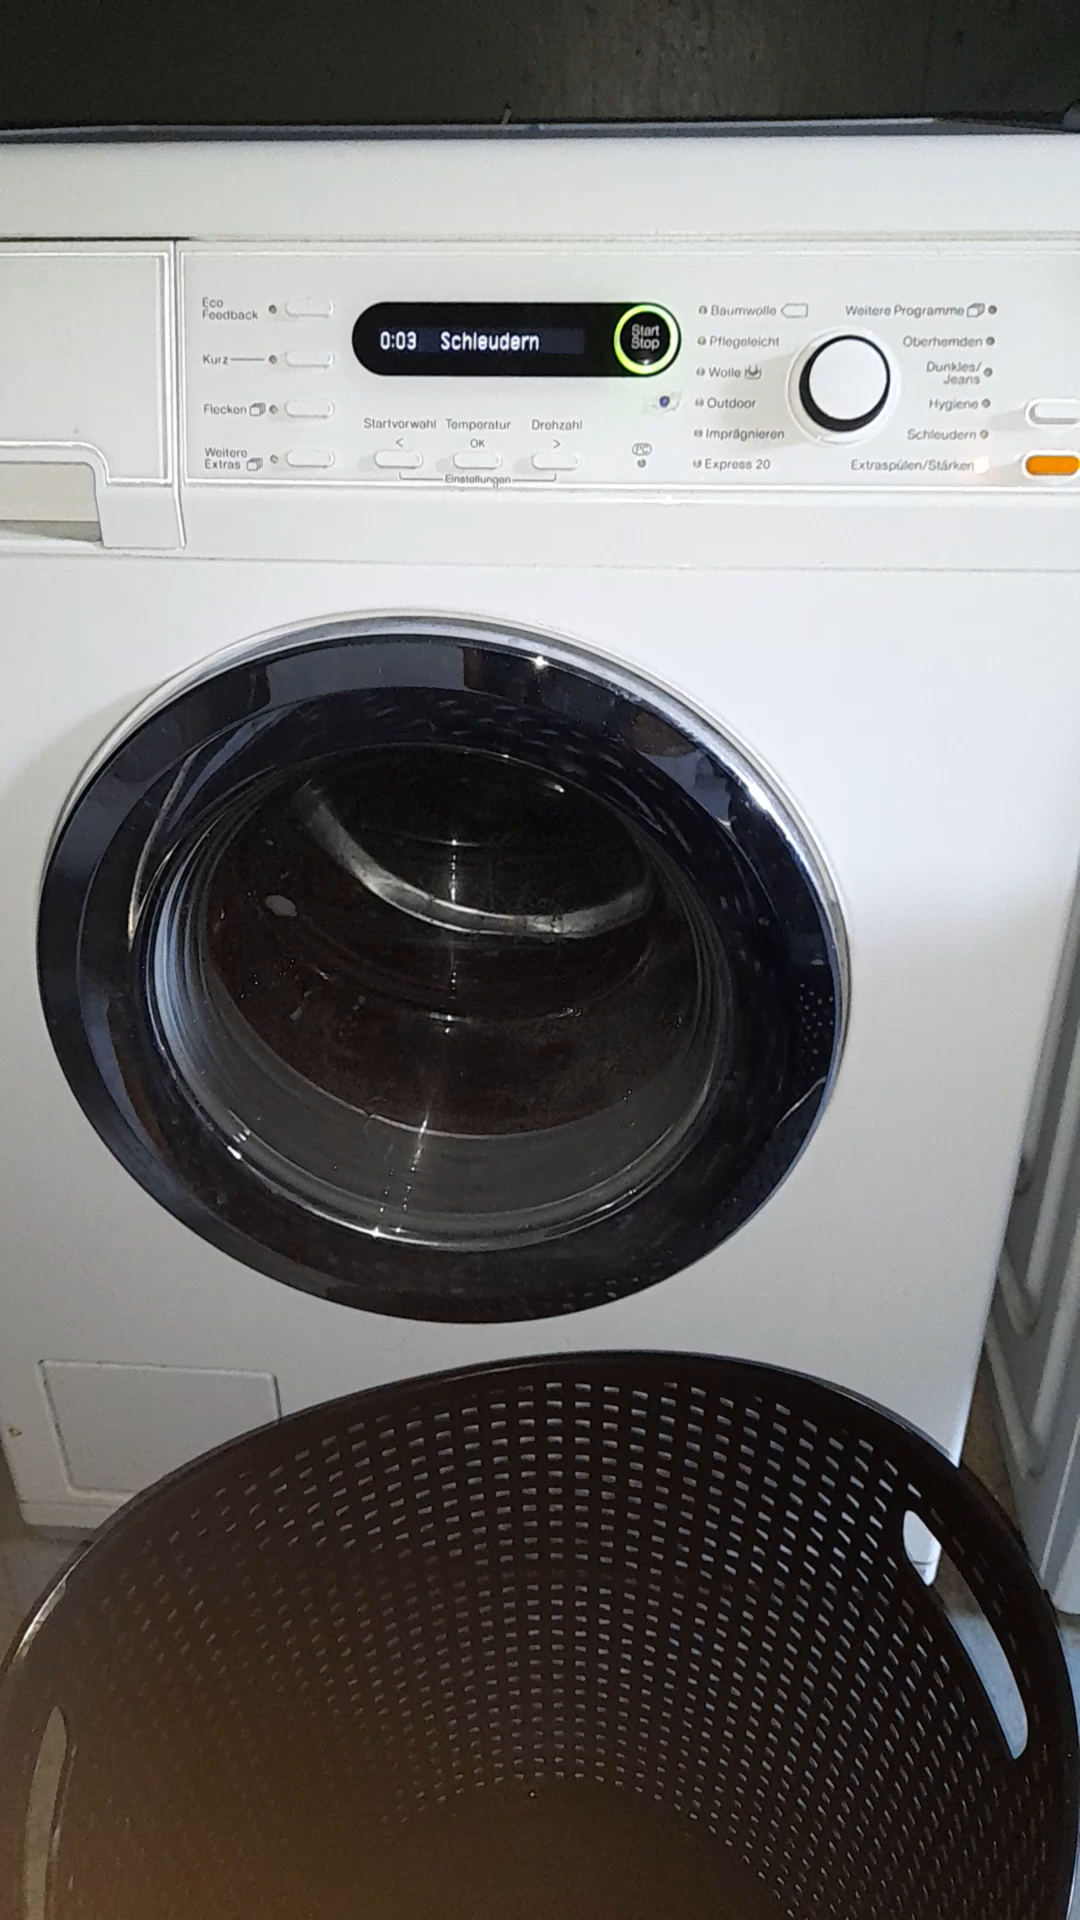 Eco
Feedback
Kurz
Flecken
Weitere
Extras
0:03 Schleudern
Start
Stop
Startvorwahl Temperatur Drehzahl
< OK >
Einstellungen
PC
Baumwolle
Pflegeleicht
Wolle
Outdoor
Imprägnieren
Express 20
Weitere Programme
Oberhemden
Dunkles/
Jeans
Hygiene
Schleudern
Extraspülen/Stärken